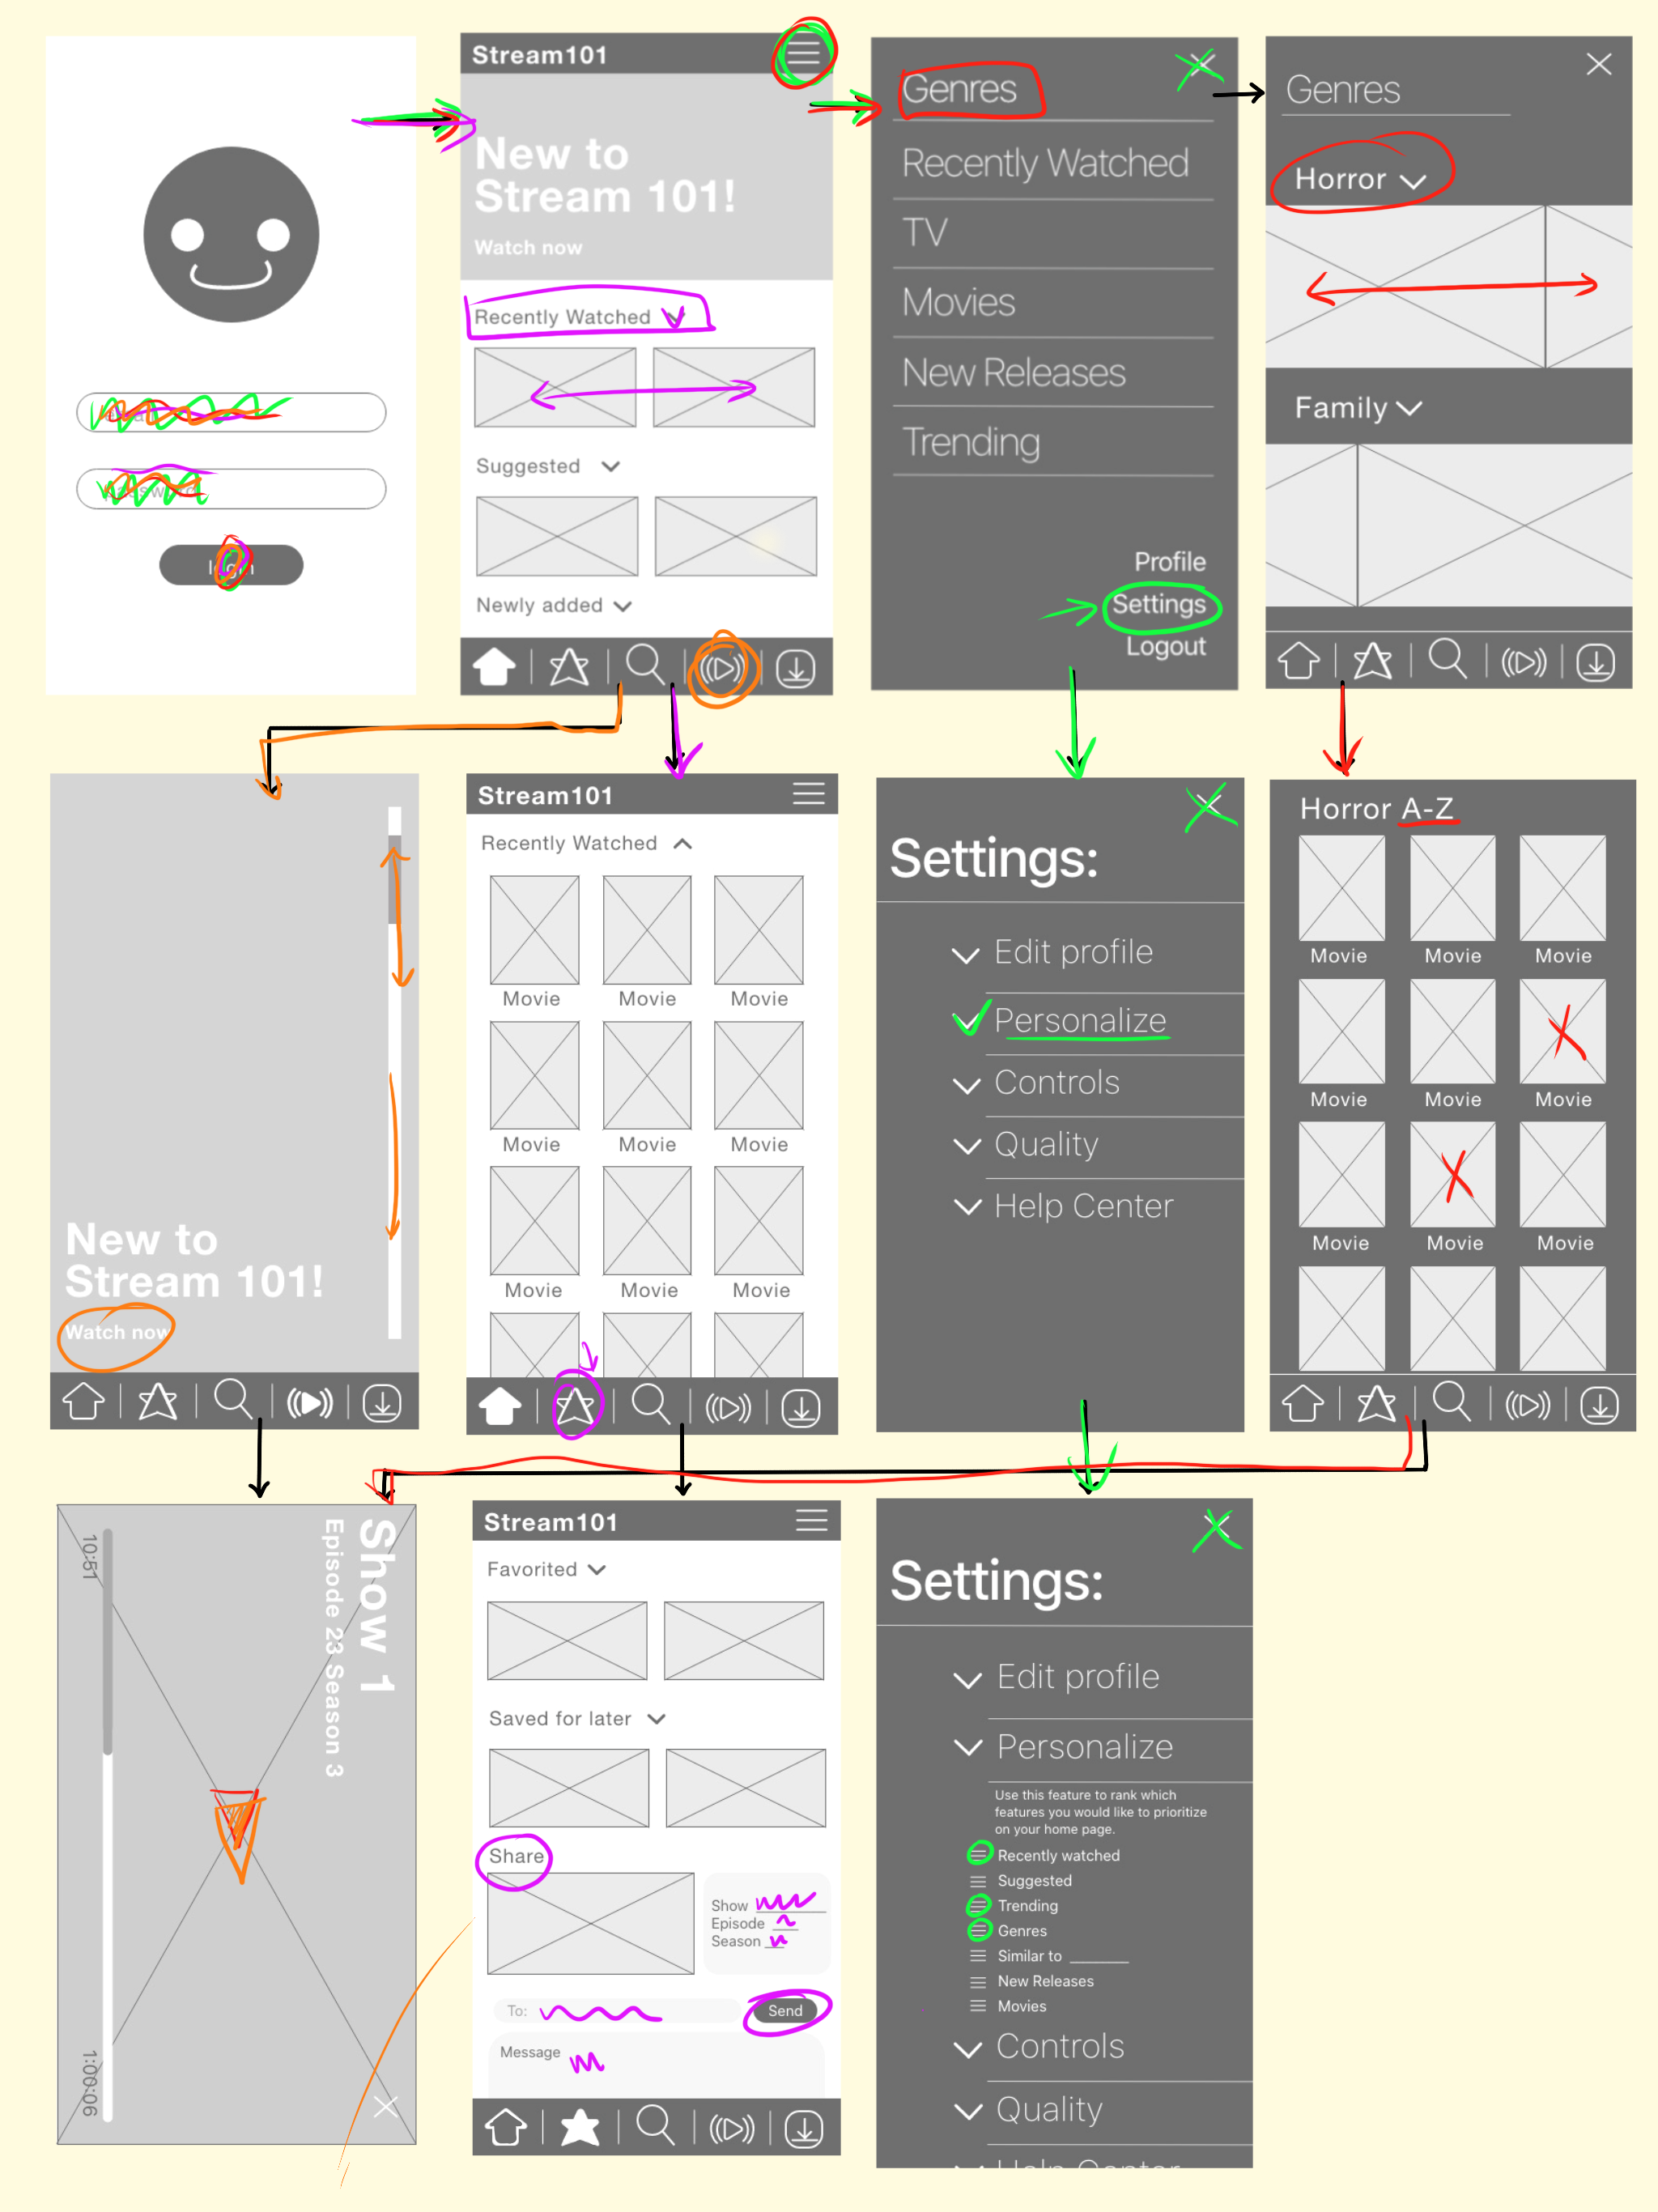 login
Stream101
New to
Stream 101!
Watch now
Recently Watched
Suggested
Newly added
Genres
Recently Watched
TV
Movies
New Releases
Trending
Profile
Settings
Logout
Genres
Horror
Family
New to
Stream 101!
Watch now
Stream101
Recently Watched
Movie Movie Movie
Movie Movie Movie
Movie Movie Movie
Settings:
Edit profile
Personalize
Controls
Quality
Help Center
Horror A-Z
Movie Movie Movie
Movie Movie Movie
Movie Movie Movie
Show 1
Episode 23 Season 3
10:51
1:00:06
Stream101
Favorited
Saved for later
Share
Show
Episode
Season
To:
Send
Message
Settings:
Edit profile
Personalize
Use this feature to rank which
features you would like to prioritize
on your home page.
Recently watched
Suggested
Trending
Genres
Similar to
New Releases
Movies
Controls
Quality
Help Center